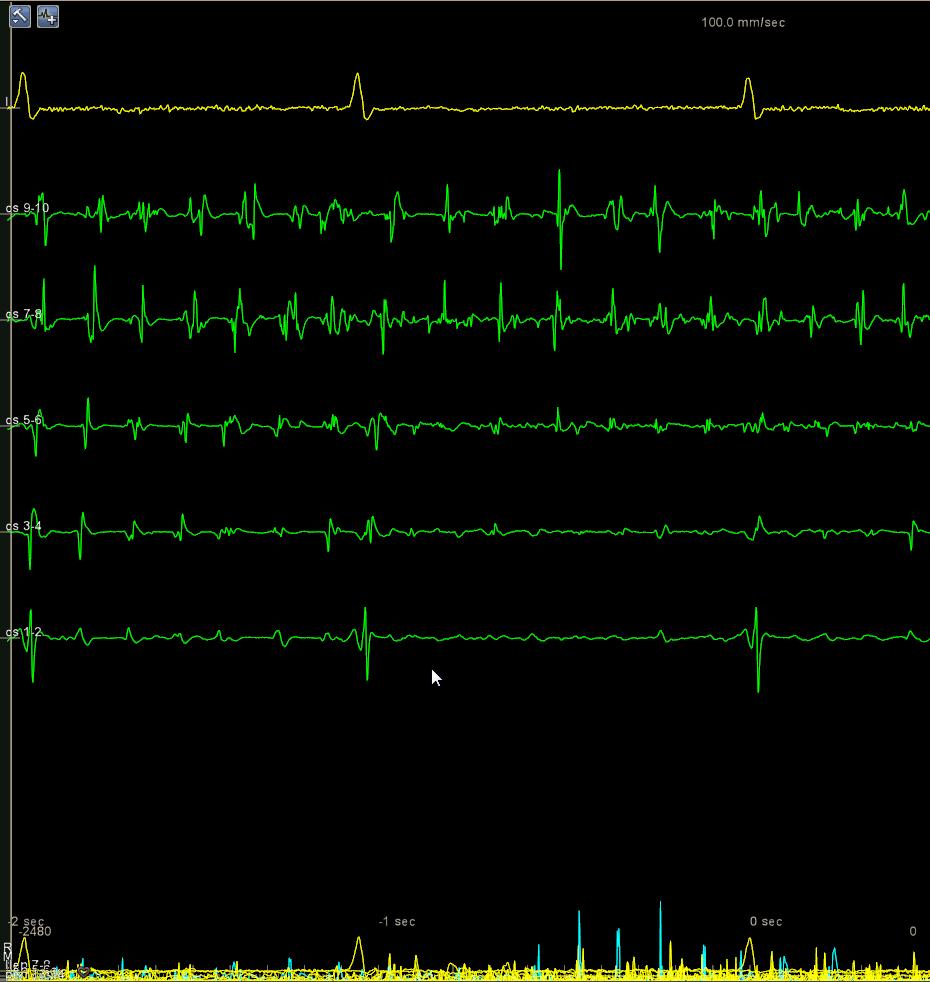 100.0 mm/sec
I
cs 9-10
cs 7-8
cs 5-6
cs 3-4
cs 1-2
-2 sec
-1 sec
0 sec
-2480
0